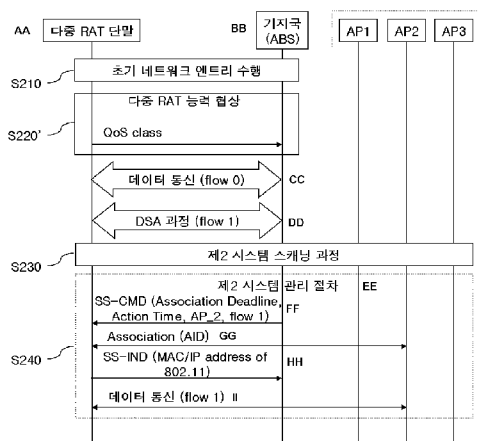 AA
다중 RAT 단말
BB
기지국
(ABS)
AP1
AP2
AP3
S210
초기 네트워크 엔트리 수행
S220'
다중 RAT 능력 협상
QoS class
데이터 통신 (flow 0)
CC
DSA 과정 (flow 1)
DD
S230
제2 시스템 스캐닝 과정
S240
제2 시스템 관리 절차
EE
SS-CMD (Association Deadline,
Action Time, AP_2, flow 1)
FF
Association (AID)
GG
SS-IND (MAC/IP address of
802.11)
HH
데이터 통신 (flow 1)
II